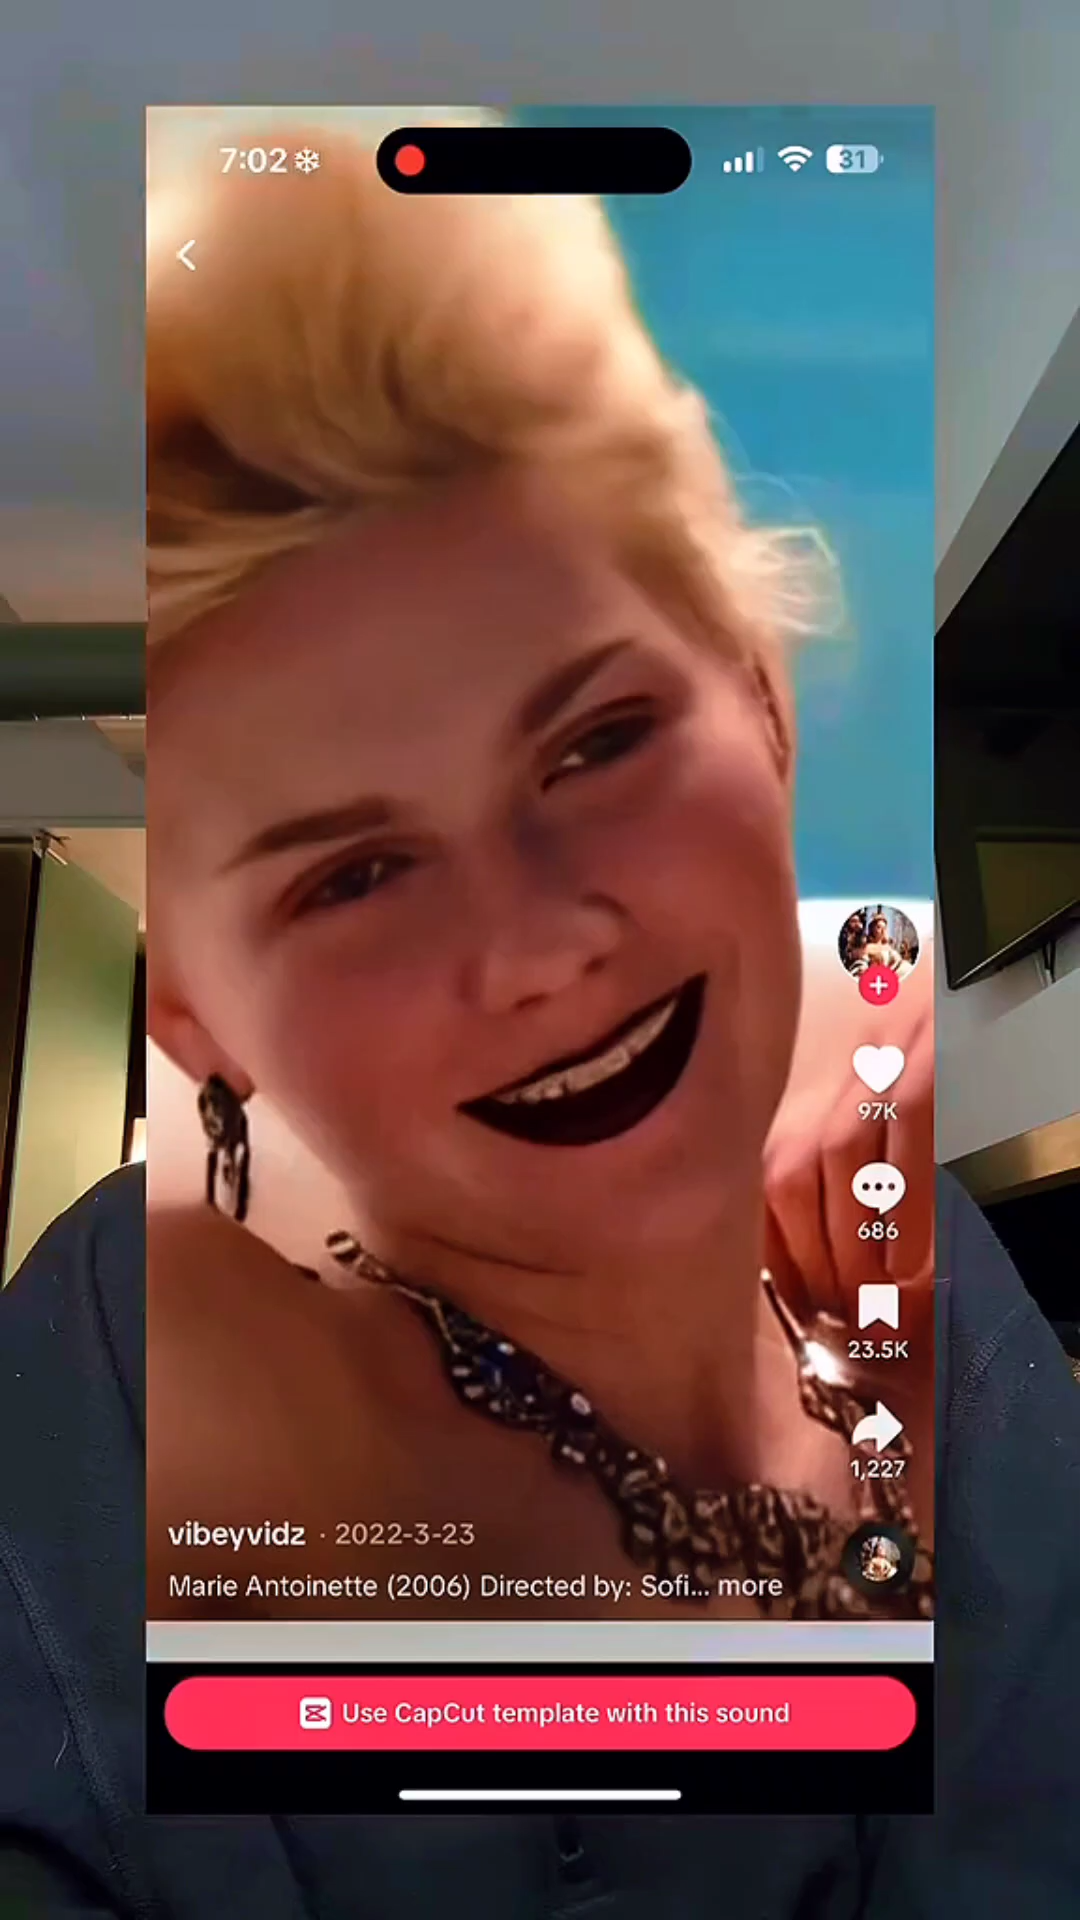 7:02
31
97K
686
23.5K
1,227
vibeyvidz · 2022-3-23
Marie Antoinette (2006) Directed by: Sofi... more
Use CapCut template with this sound